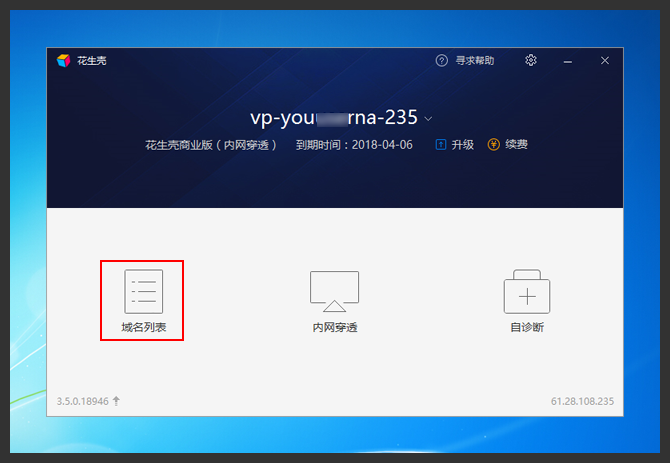 花生壳
寻求帮助
vp-you rna-235
花生壳商业版（内网穿透） 到期时间：2018-04-06 升级 续费
域名列表 内网穿透 自诊断
3.5.0.18946 61.28.108.235